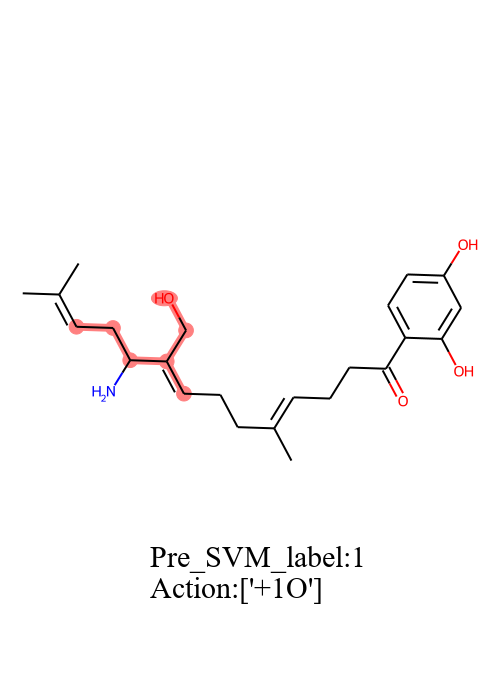 OH
HO
H2N
OH
O
Pre_SVM_label:1
Action:['+1O']